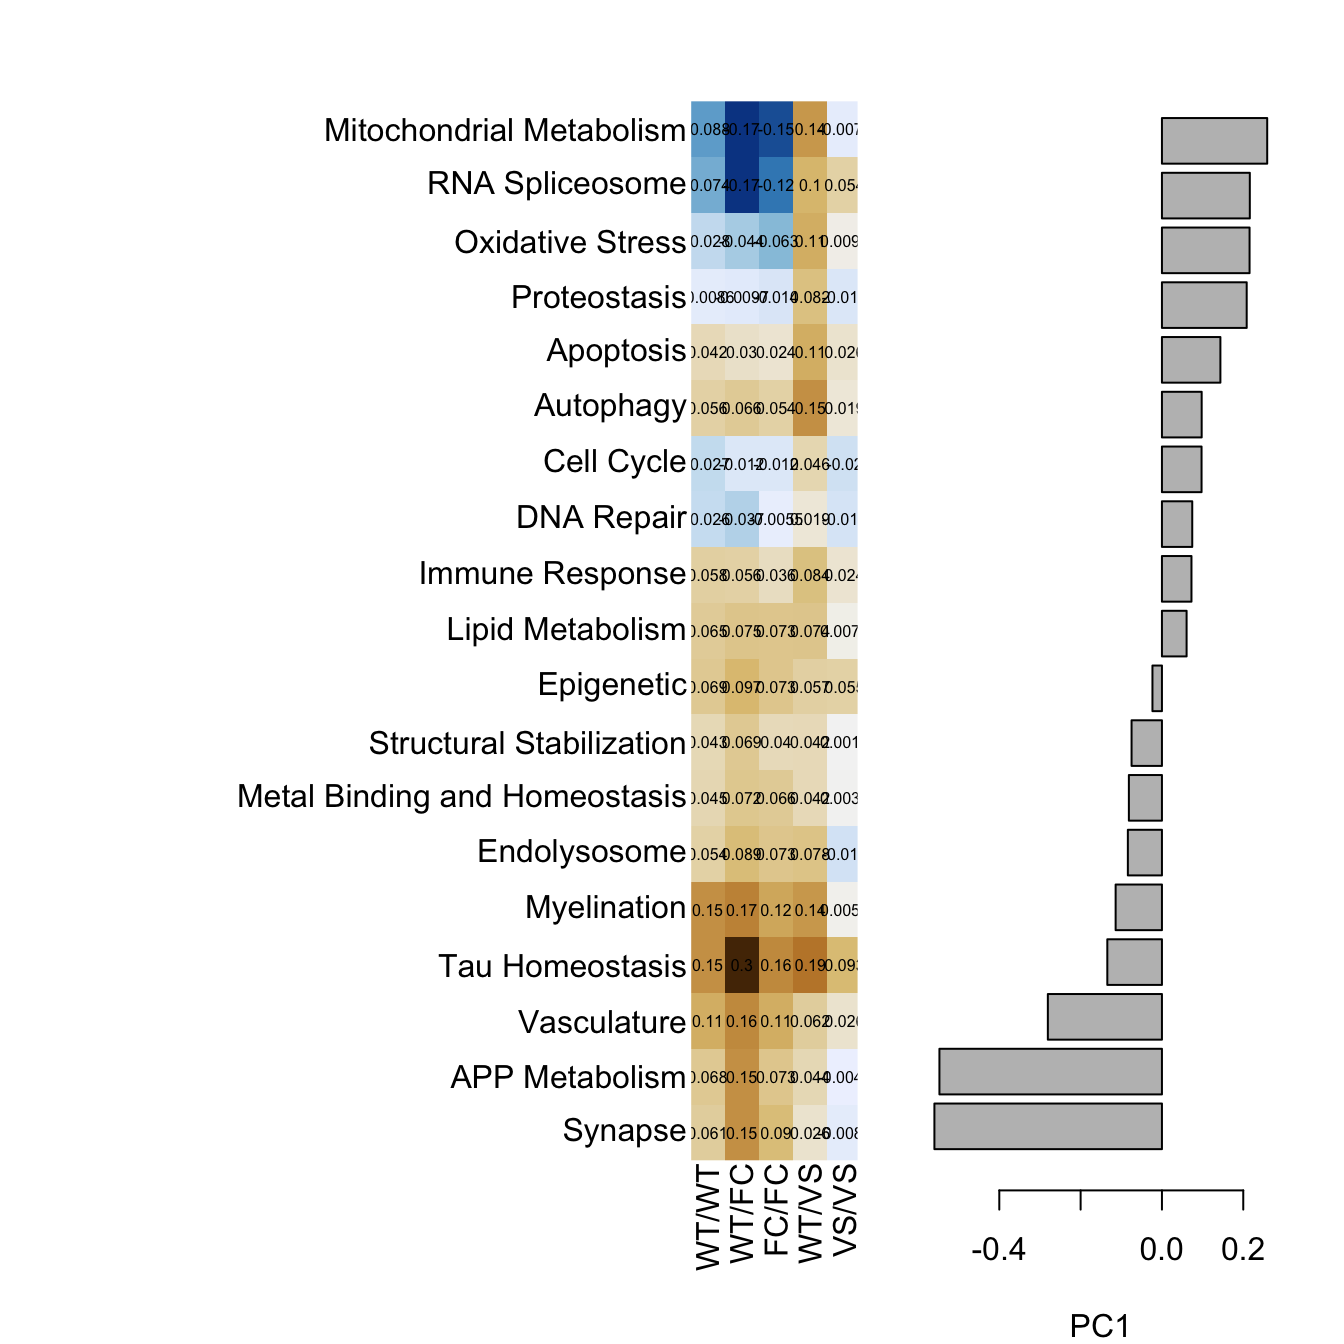 Mitochondrial Metabolism 0.088 -0.17 -0.15 0.14 0.007
RNA Spliceosome 0.074 -0.17 -0.12 0.1 0.054
Oxidative Stress 0.028 -0.044 -0.063 0.11 0.009
Proteostasis 0.0086 -0.0097 -0.014 0.082 -0.01
Apoptosis 0.042 0.03 0.024 0.11 0.026
Autophagy 0.056 0.066 0.054 0.15 0.019
Cell Cycle 0.027 -0.012 -0.012 0.046 -0.02
DNA Repair 0.026 -0.037 -0.0055 0.019 -0.01
Immune Response 0.058 0.056 0.036 0.084 0.024
Lipid Metabolism 0.065 0.075 0.073 0.074 0.007
Epigenetic 0.069 0.097 0.073 0.057 0.055
Structural Stabilization 0.043 0.069 0.04 0.042 0.001
Metal Binding and Homeostasis 0.045 0.072 0.066 0.042 0.003
Endolysosome 0.054 0.089 0.073 0.078 -0.01
Myelination 0.15 0.17 0.12 0.14 0.005
Tau Homeostasis 0.15 0.3 0.16 0.19 0.093
Vasculature 0.11 0.16 0.11 0.062 0.026
APP Metabolism 0.068 0.15 0.073 0.044 -0.004
Synapse 0.061 0.15 0.09 0.026 -0.008
WT/WT
WT/FC
FC/FC
WT/VS
VS/VS
-0.4 0.0 0.2
PC1